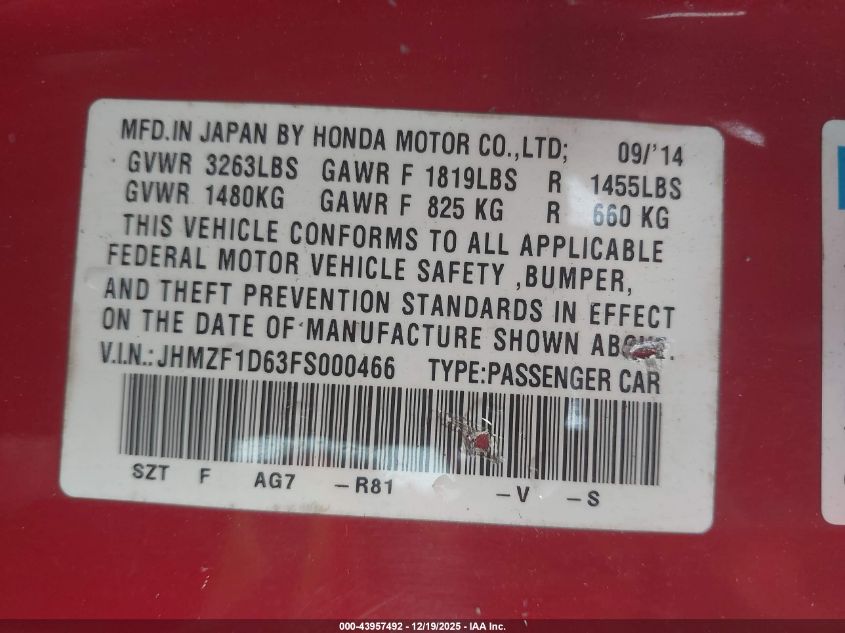 MFD.IN JAPAN BY HONDA MOTOR CO.,LTD; 09/'14
GVWR 3263LBS GAWR F 1819LBS R 1455LBS
GVWR 1480KG GAWR F 825 KG R 660 KG
THIS VEHICLE CONFORMS TO ALL APPLICABLE
FEDERAL MOTOR VEHICLE SAFETY ,BUMPER,
AND THEFT PREVENTION STANDARDS IN EFFECT
ON THE DATE OF MANUFACTURE SHOWN ABOVE.
V.I.N.: JHMZF1D63FS000466 TYPE:PASSENGER CAR
SZT F AG7 -R81 -V -S
000-43957492 - 12/19/2025 - IAA Inc.